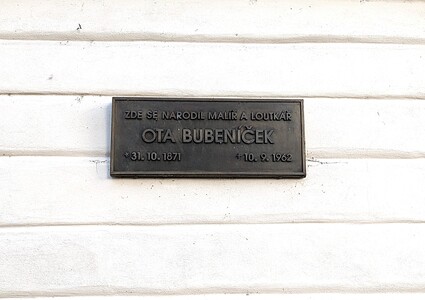 ZDE SE NARODIL MALÍŘ A LOUTKÁŘ
OTA BUBENÍČEK
*31. 10. 1871 +10. 9. 1962